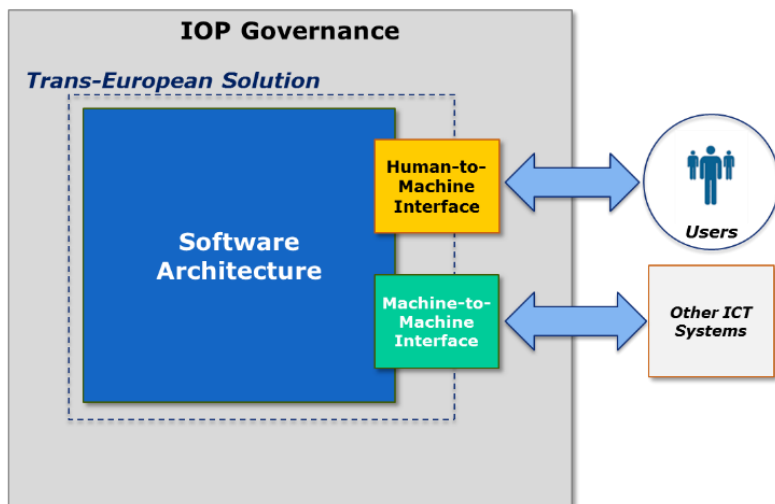 IOP Governance
Trans-European Solution
Software
Architecture
Human-to-
Machine
Interface
Users
Machine-to-
Machine
Interface
Other ICT
Systems